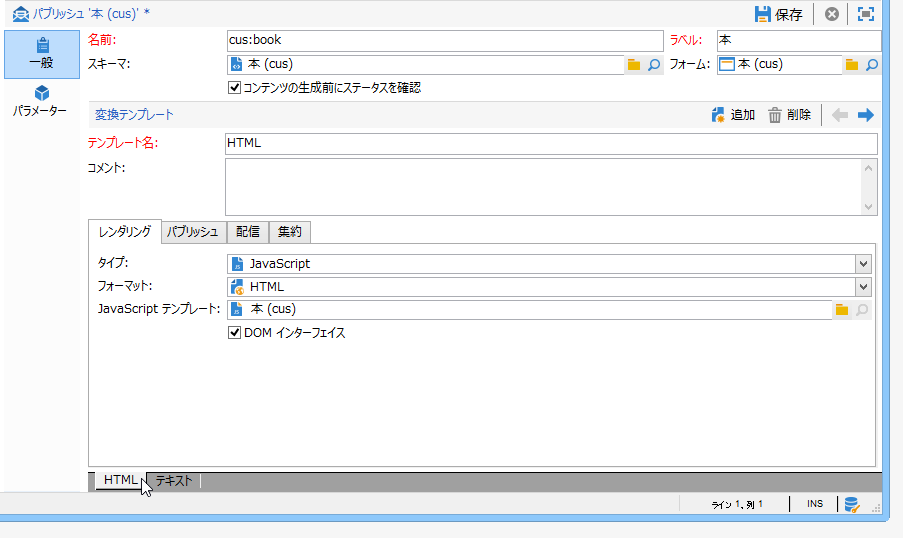 パブリッシュ '本 (cus)' *
保存
一般
パラメーター
名前: cus:book ラベル: 本
スキーマ: 本 (cus) フォーム: 本 (cus)
コンテンツの生成前にステータスを確認
変換テンプレート 追加 削除
テンプレート名: HTML
コメント:
レンダリング パブリッシュ 配信 集約
タイプ: JavaScript
フォーマット: HTML
JavaScript テンプレート: 本 (cus)
DOM インターフェイス
HTML テキスト
ライン 1、列 1 INS